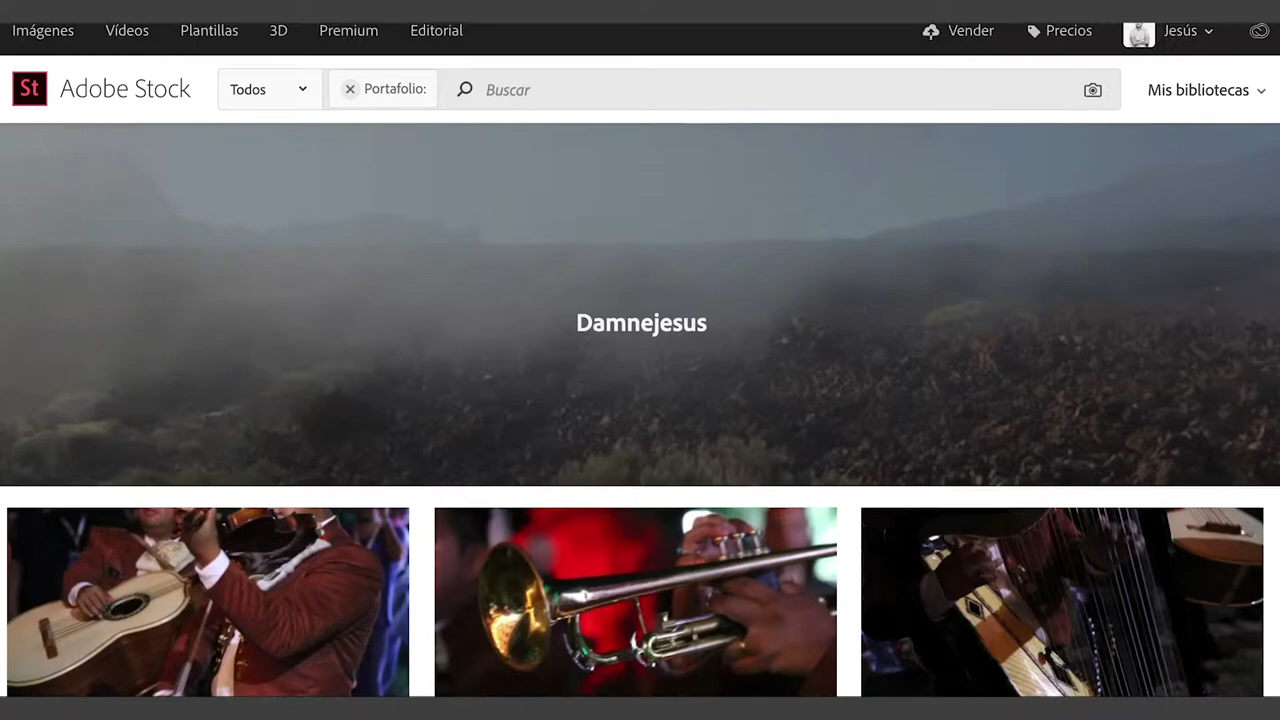 Imágenes Vídeos Plantillas 3D Premium Editorial Vender Precios Jesús
St Adobe Stock Todos Portafolio: Buscar Mis bibliotecas
Damnejesus